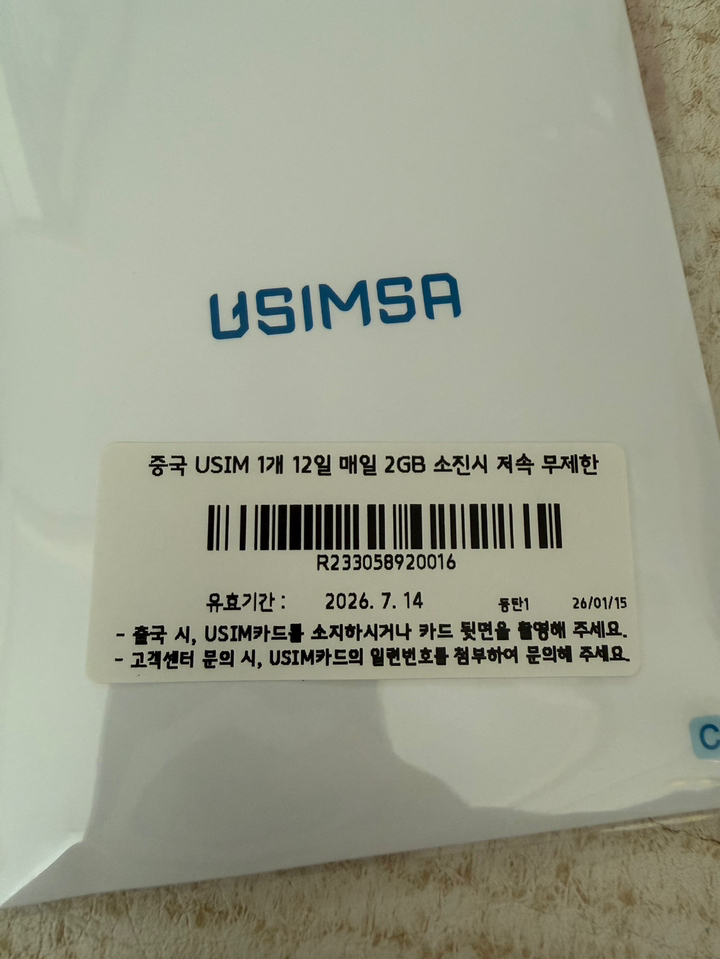 USIMSA
중국 USIM 1개 12일 매일 2GB 소진시 저속 무제한
R233058920016
유효기간 : 2026. 7. 14 동탄1 26/01/15
- 출국 시, USIM카드를 소지하시거나 카드 뒷면을 촬영해 주세요.
- 고객센터 문의 시, USIM카드의 일련번호를 첨부하여 문의해 주세요.
C